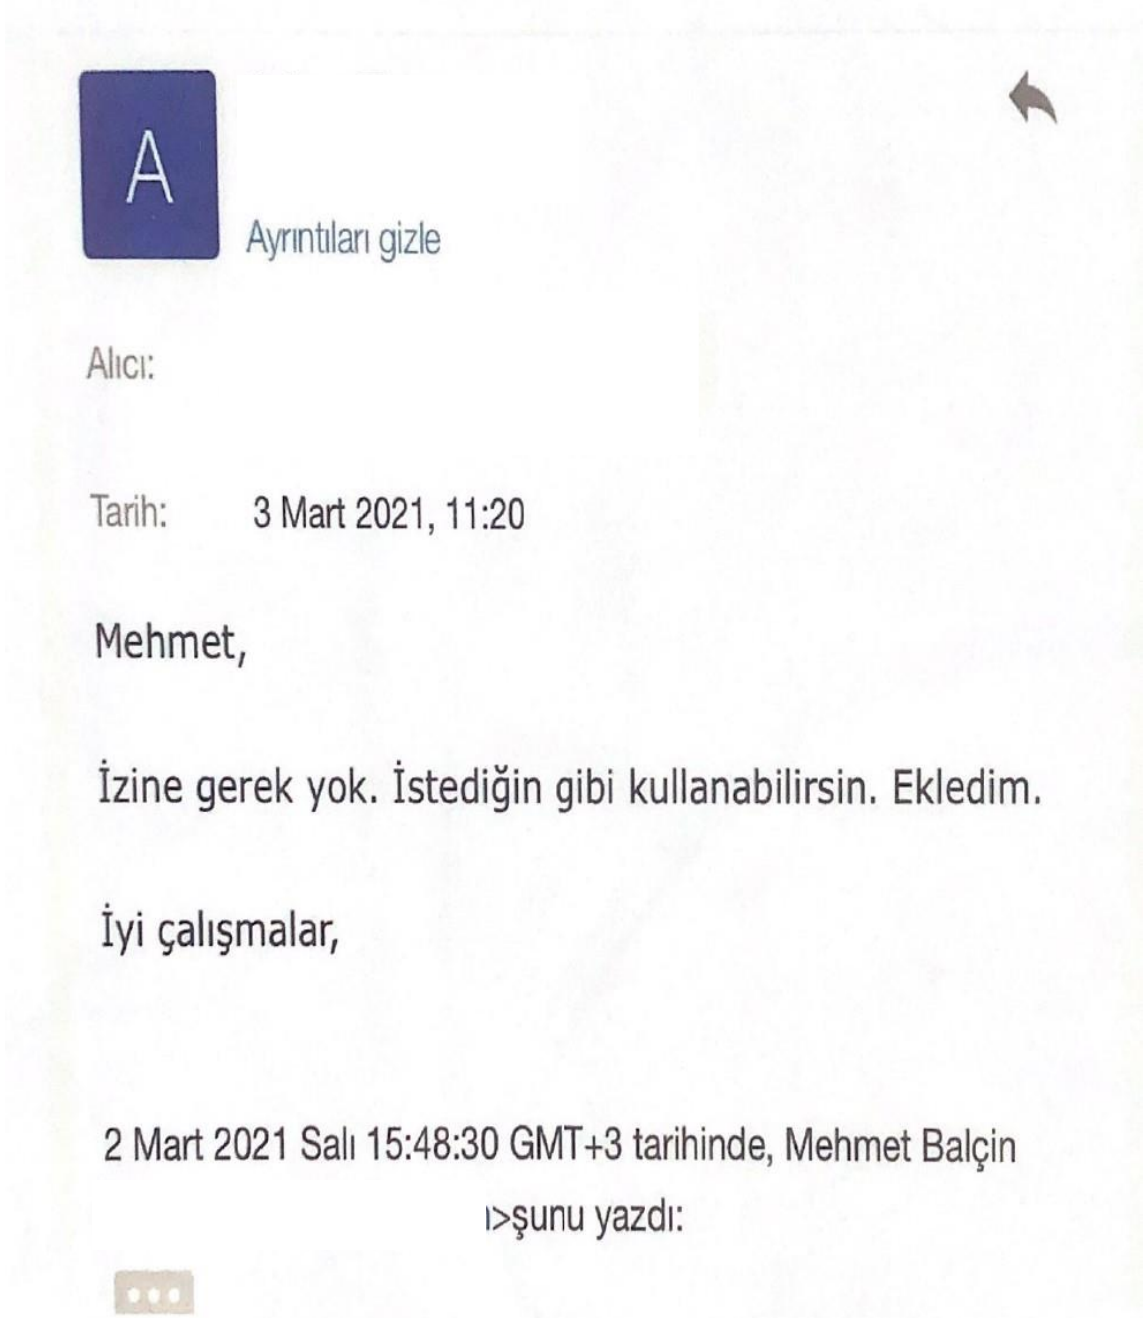 A
Ayrıntıları gizle
Alıcı:
Tarih: 3 Mart 2021, 11:20
Mehmet,
İzine gerek yok. İstediğin gibi kullanabilirsin. Ekledim.
İyi çalışmalar,
2 Mart 2021 Salı 15:48:30 GMT+3 tarihinde, Mehmet Balçin
>şunu yazdı: